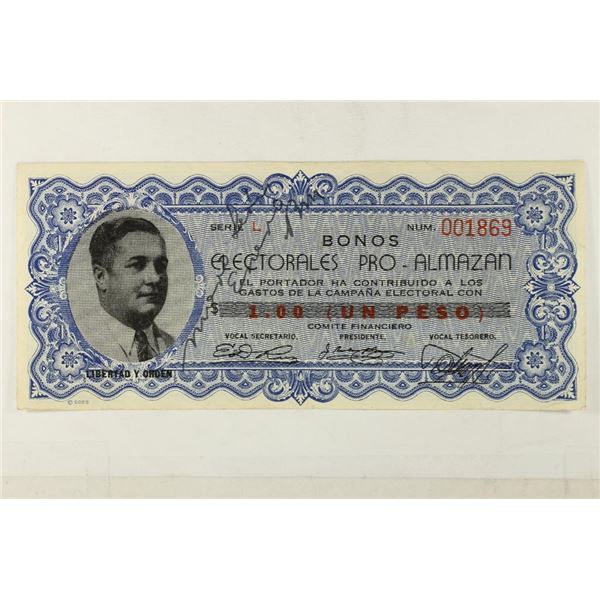 SERIE L NUM. 001869
BONOS
ELECTORALES PRO-ALMAZAN
EL PORTADOR HA CONTRIBUIDO A LOS
GASTOS DE LA CAMPAÑA ELECTORAL CON
$ 1.00 (UN PESO)
COMITE FINANCIERO
VOCAL SECRETARIO. PRESIDENTE. VOCAL TESORERO.
LIBERTAD Y ORDEN